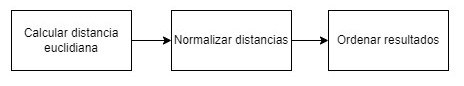 Calcular distancia
euclidiana
Normalizar distancias
Ordenar resultados